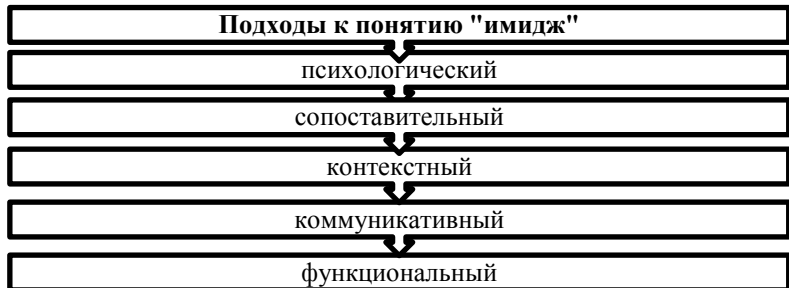 Подходы к понятию "имидж"
психологический
сопоставительный
контекстный
коммуникативный
функциональный